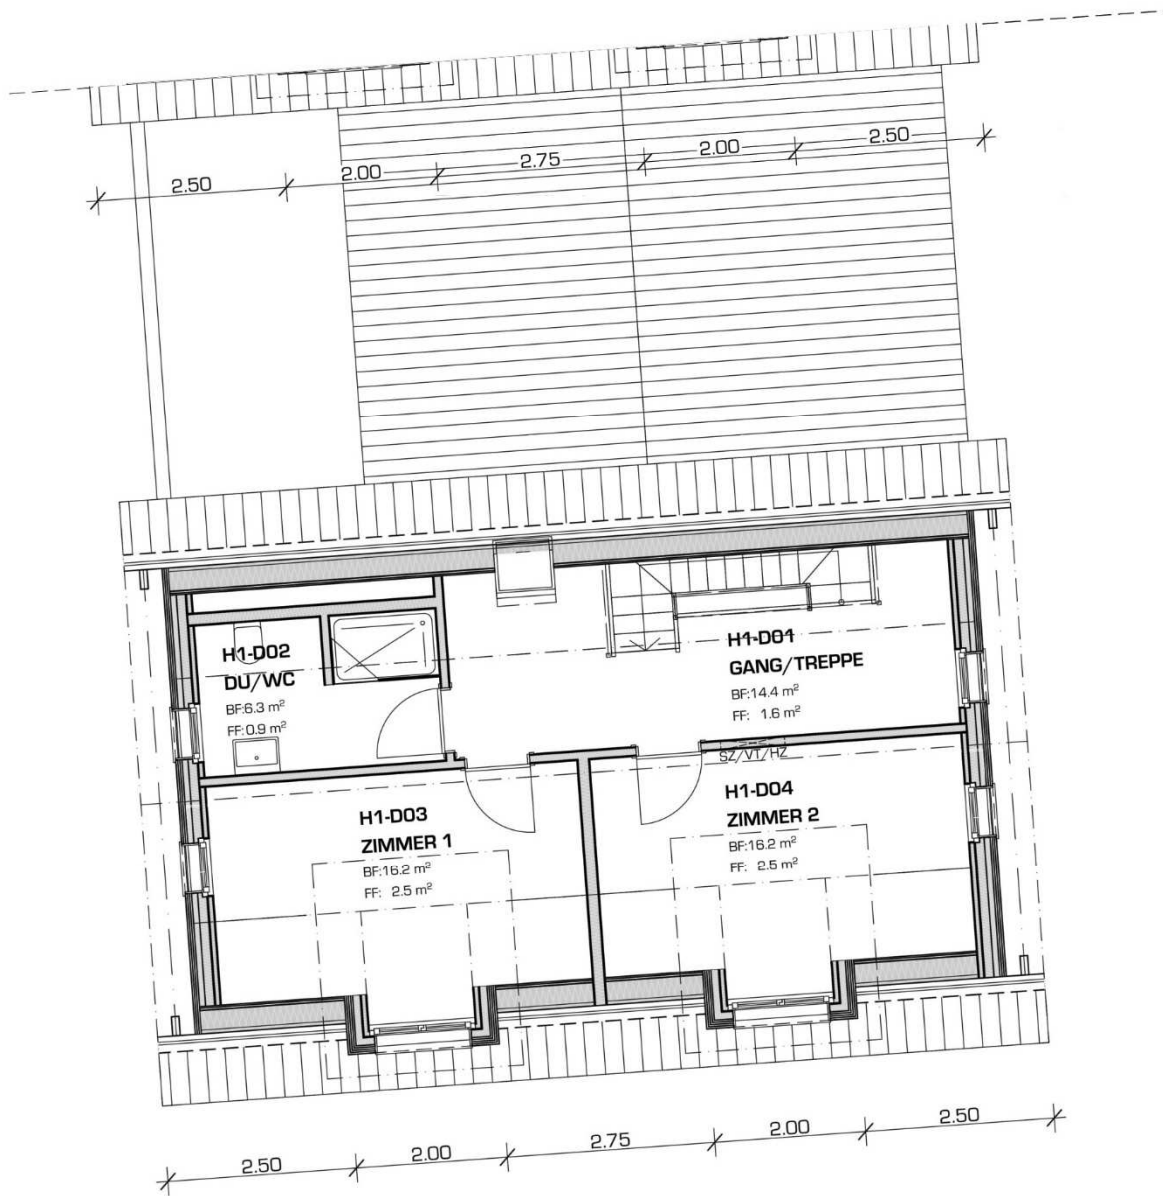 2.50 2.00 2.75 2.00 2.50
H1-D02
DU/WC
BF:6.3 m²
FF:0.9 m²
H1-D01
GANG/TREPPE
BF:14.4 m²
FF: 1.6 m²
SZ/VT/HZ
H1-D03
ZIMMER 1
BF:16.2 m²
FF: 2.5 m²
H1-D04
ZIMMER 2
BF:16.2 m²
FF: 2.5 m²
2.50 2.00 2.75 2.00 2.50